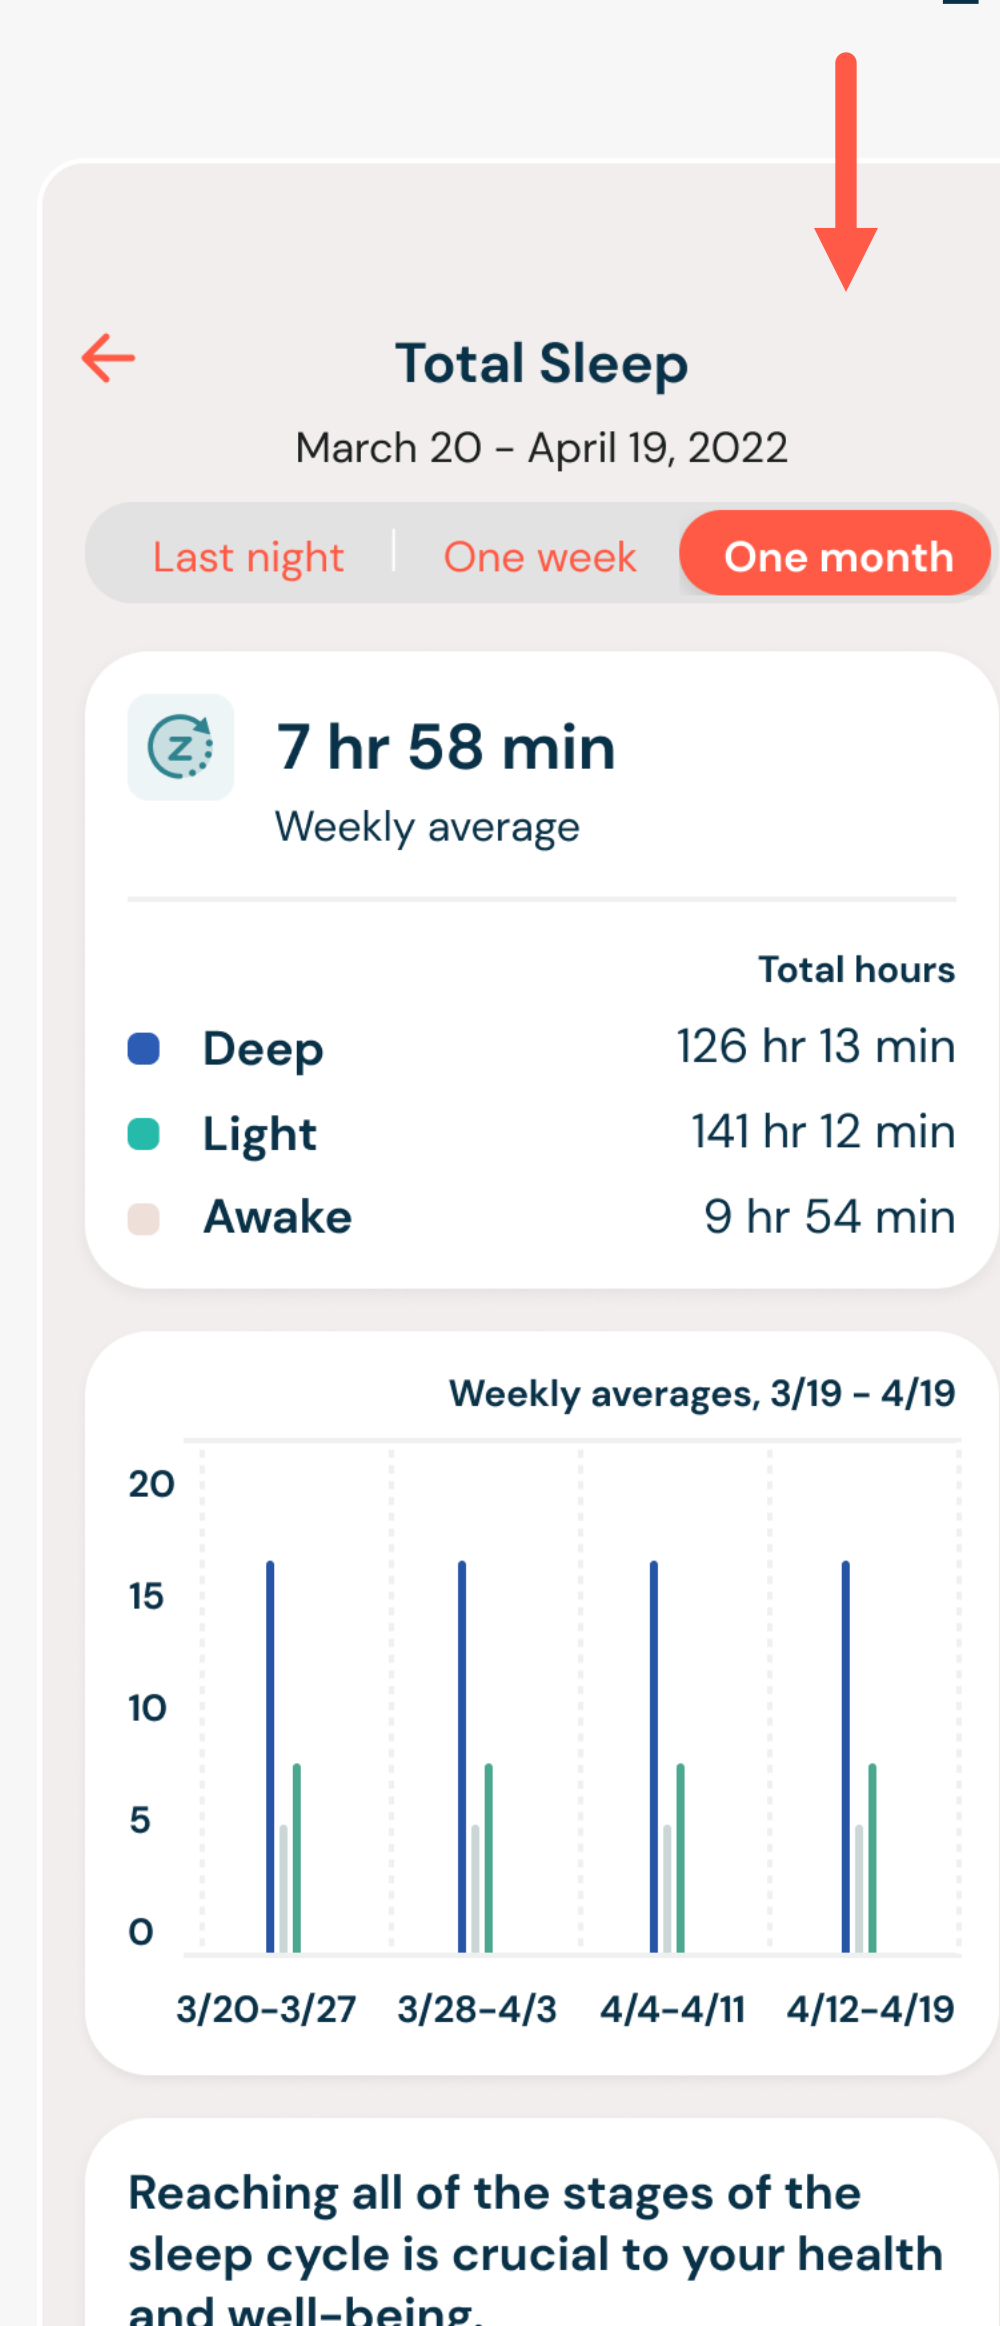 Total Sleep
March 20 - April 19, 2022
Last night One week One month
z
7 hr 58 min
Weekly average
Total hours
Deep 126 hr 13 min
Light 141 hr 12 min
Awake 9 hr 54 min
Weekly averages, 3/19 - 4/19
20
15
10
5
0
3/20-3/27 3/28-4/3 4/4-4/11 4/12-4/19
Reaching all of the stages of the
sleep cycle is crucial to your health
and well-being.